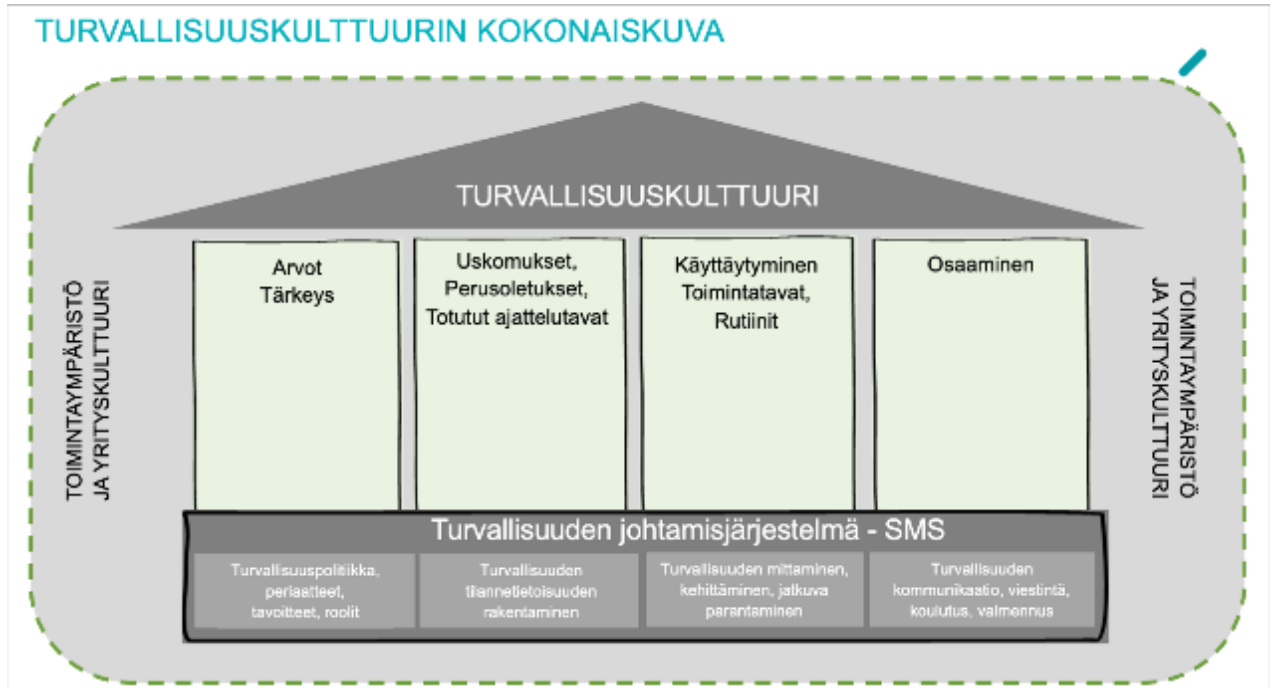 TURVALLISUUSKULTTUURIN KOKONAISKUVA
TURVALLISUUSKULTTUURI
TOIMINTAYMPÄRISTÖ
JA YRITYSKULTTUURI
Arvot
Tärkeys
Uskomukset,
Perusoletukset,
Totutut ajattelutavat
Käyttäytyminen
Toimintatavat,
Rutiinit
Osaaminen
TOIMINTAYMPÄRISTÖ
JA YRITYSKULTTUURI
Turvallisuuden johtamisjärjestelmä - SMS
Turvallisuuspolitiikka,
periaatteet,
tavoitteet, roolit
Turvallisuuden
tilannetietoisuuden
rakentaminen
Turvallisuuden mittaminen,
kehittäminen, jatkuva
parantaminen
Turvallisuuden
kommunikaatio, viestintä,
koulutus, valmennus